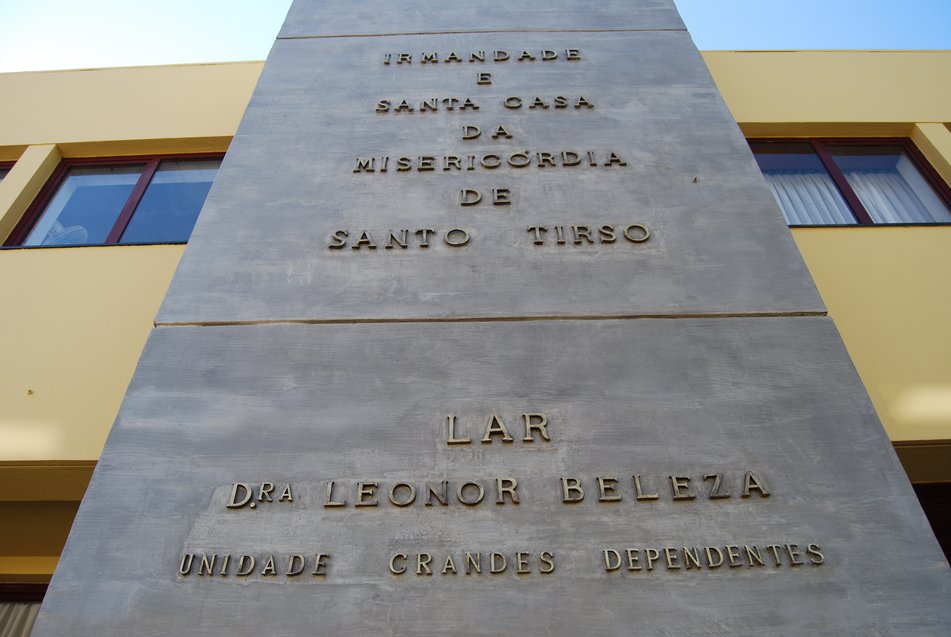 IRMANDADE
E
SANTA CASA
DA
MISERICÓRDIA
DE
SANTO TIRSO
LAR
D.RA LEONOR BELEZA
UNIDADE GRANDES DEPENDENTES